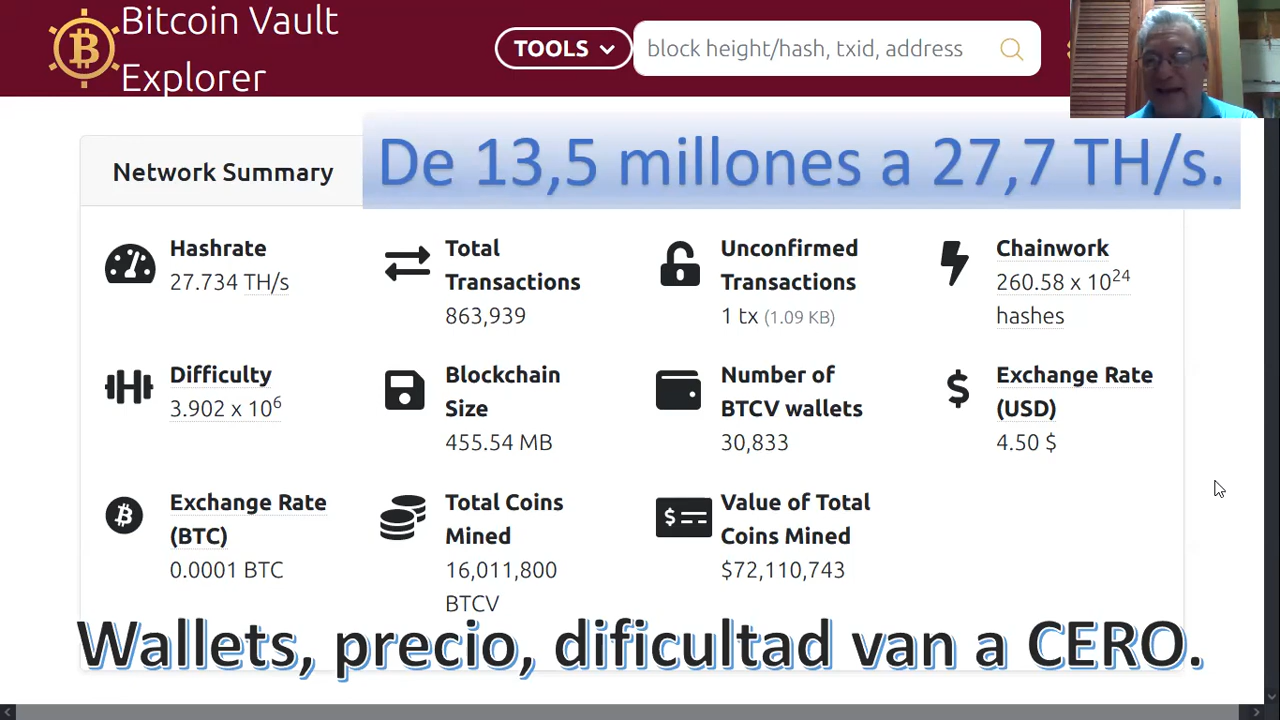 Bitcoin Vault
Explorer
TOOLS
block height/hash, txid, address
Network Summary
De 13,5 millones a 27,7 TH/s.
Hashrate
27.734 TH/s
Total
Transactions
863,939
Unconfirmed
Transactions
1 tx (1.09 KB)
Chainwork
260.58 x 10²⁴
hashes
Difficulty
3.902 x 10⁶
Blockchain
Size
455.54 MB
Number of
BTCV wallets
30,833
Exchange Rate
(USD)
4.50 $
Exchange Rate
(BTC)
0.0001 BTC
Total Coins
Mined
16,011,800
BTCV
Value of Total
Coins Mined
$72,110,743
Wallets, precio, dificultad van a CERO.